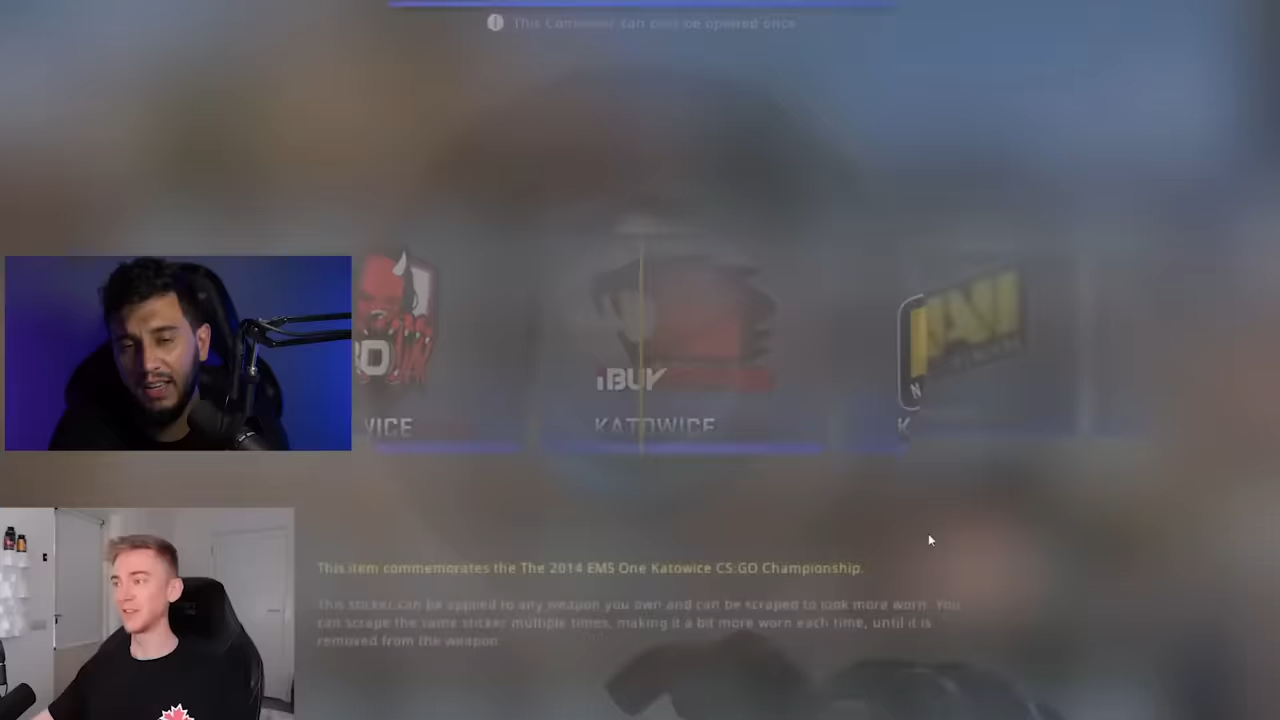 This Container can only be opened once
iBUY
KATOWICE
K
This item commemorates the The 2014 EMS One Katowice CS:GO Championship.
This sticker can be applied to any weapon you own and can be scraped to look more worn. You
can scrape the same sticker multiple times, making it a bit more worn each time, until it is
removed from the weapon.